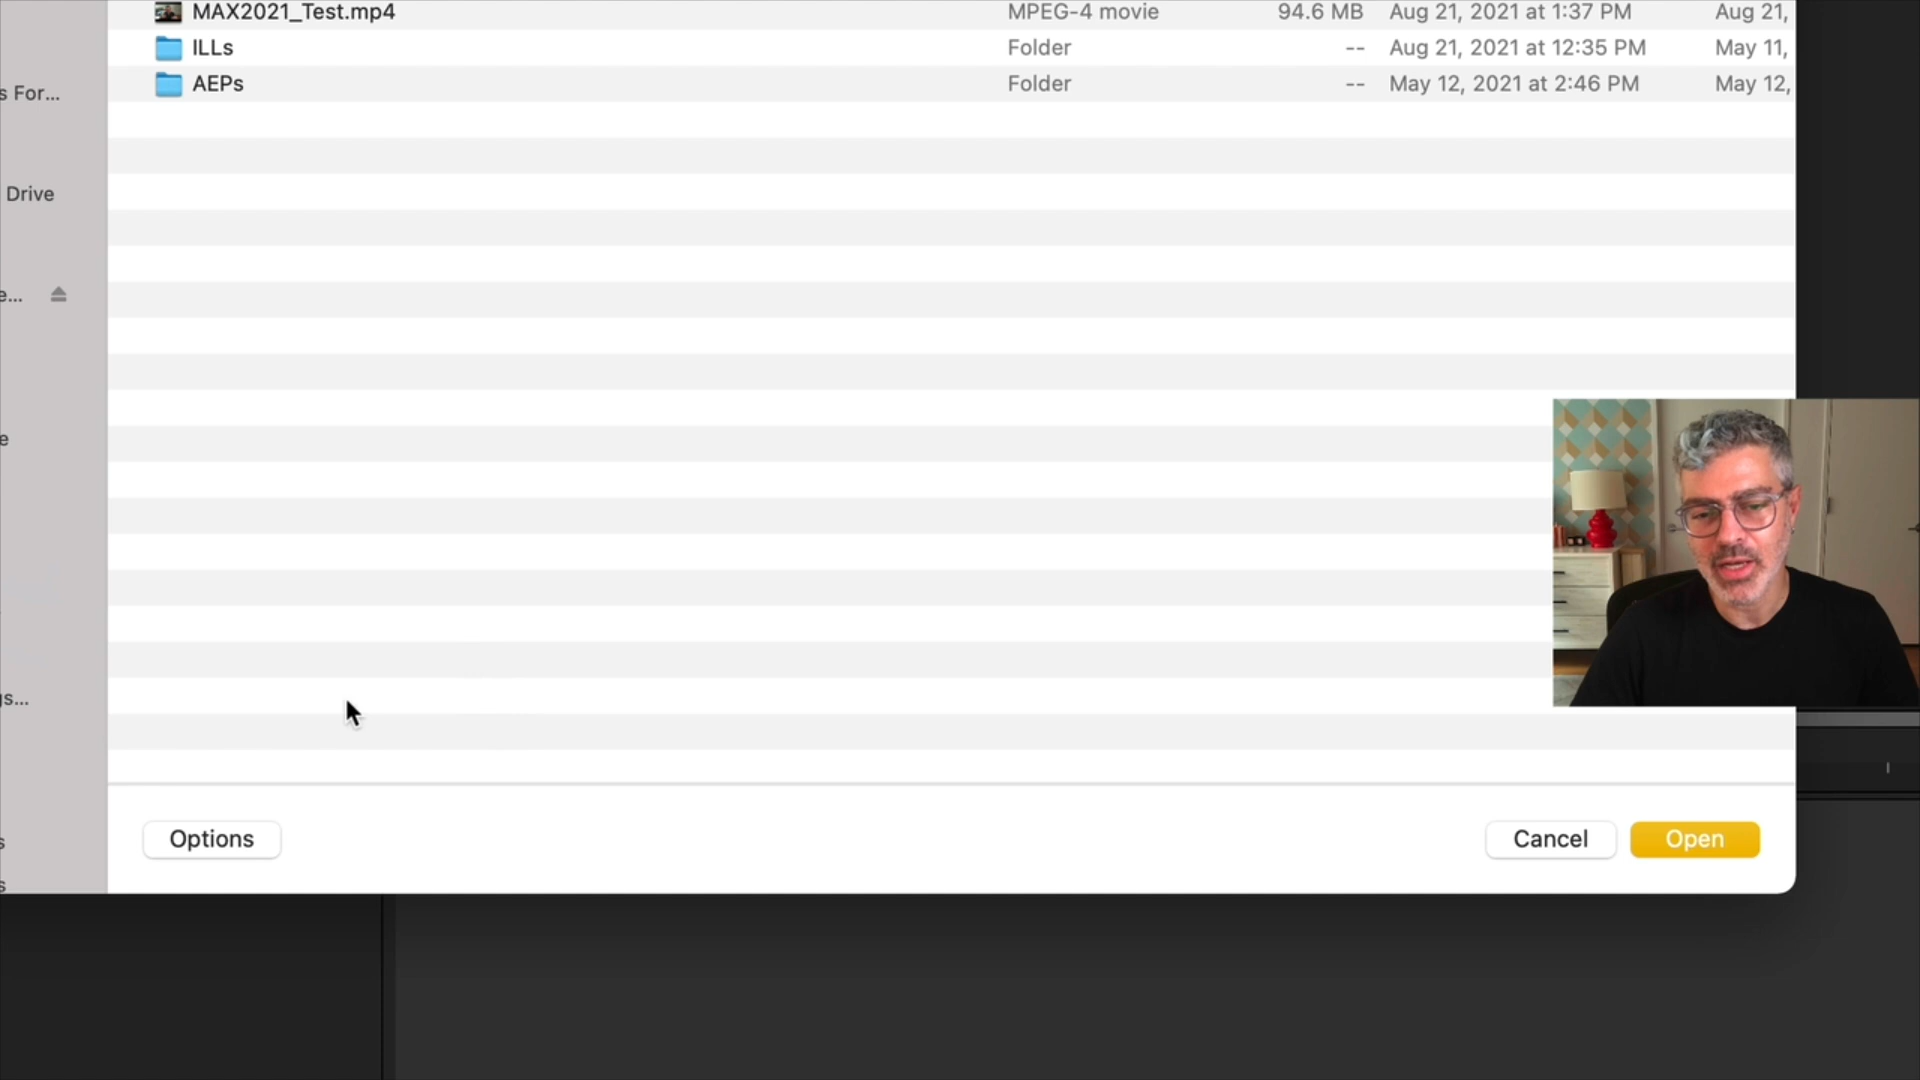 MAX2021_Test.mp4 MPEG-4 movie 94.6 MB Aug 21, 2021 at 1:37 PM Aug 21,
ILLs Folder -- Aug 21, 2021 at 12:35 PM May 11,
AEPs Folder -- May 12, 2021 at 2:46 PM May 12,
s For...
Drive
e...
e
gs...
s
s
Options Cancel Open